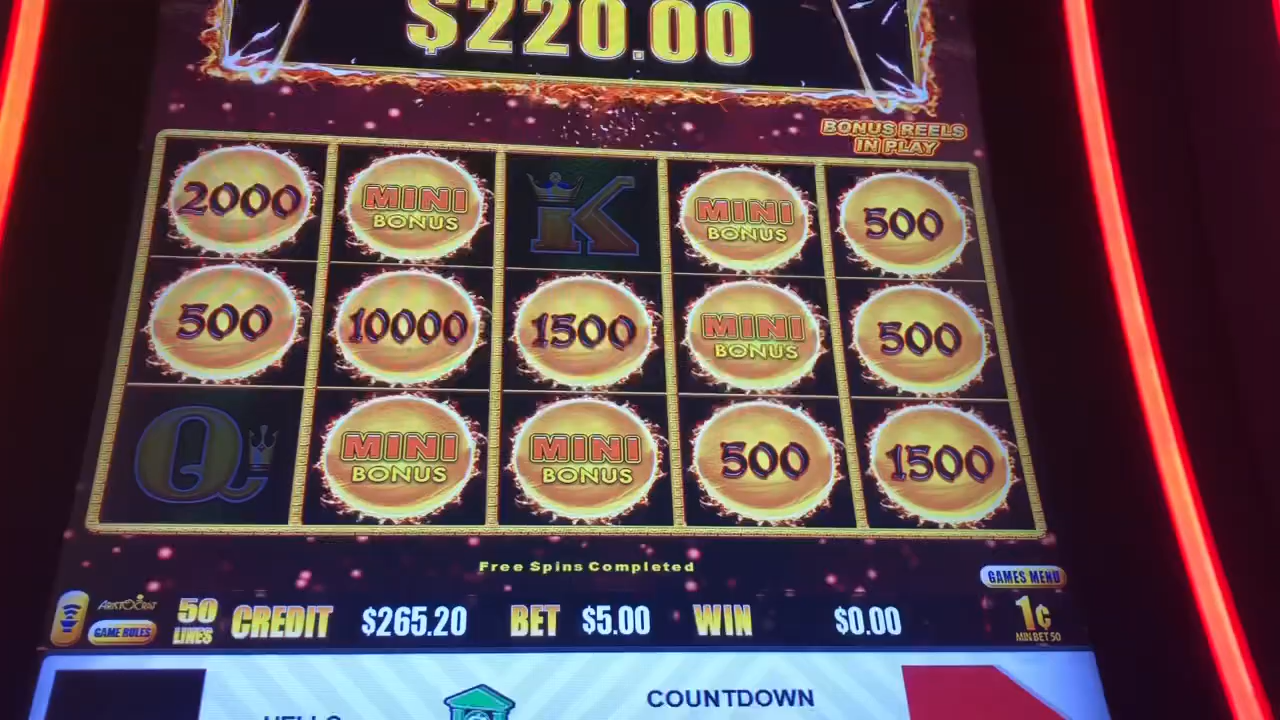 $220.00
BONUS REELS
IN PLAY
2000
MINI
BONUS
K
MINI
BONUS
500
500
10000
1500
MINI
BONUS
500
Q
MINI
BONUS
MINI
BONUS
500
1500
Free Spins Completed
GAMES MENU
ARISTOCRAT
GAME RULES
50
LINES
CREDIT $265.20 BET $5.00 WIN $0.00
1¢
MIN BET 50
COUNTDOWN
HELLO